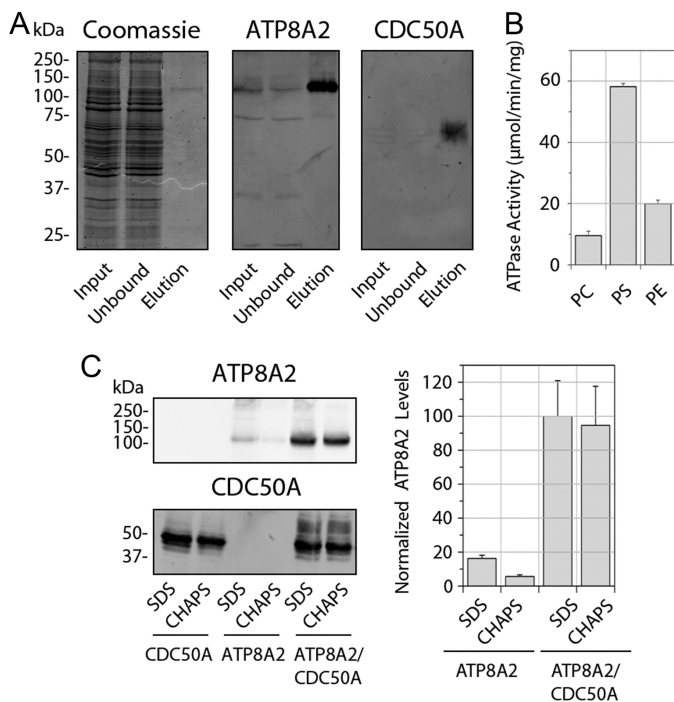 A
kDa
Coomassie
ATP8A2
CDC50A
250-
150-
100-
75-
50-
37-
25-
Input
Unbound
Elution
Input
Unbound
Elution
Input
Unbound
Elution
B
ATPase Activity (μmol/min/mg)
60
40
20
0
PC
PS
PE
C
kDa
ATP8A2
250-
150-
100-
CDC50A
50-
37-
SDS
CHAPS
SDS
CHAPS
SDS
CHAPS
CDC50A
ATP8A2
ATP8A2/
CDC50A
Normalized ATP8A2 Levels
120
100
80
60
40
20
0
SDS
CHAPS
SDS
CHAPS
ATP8A2
ATP8A2/
CDC50A